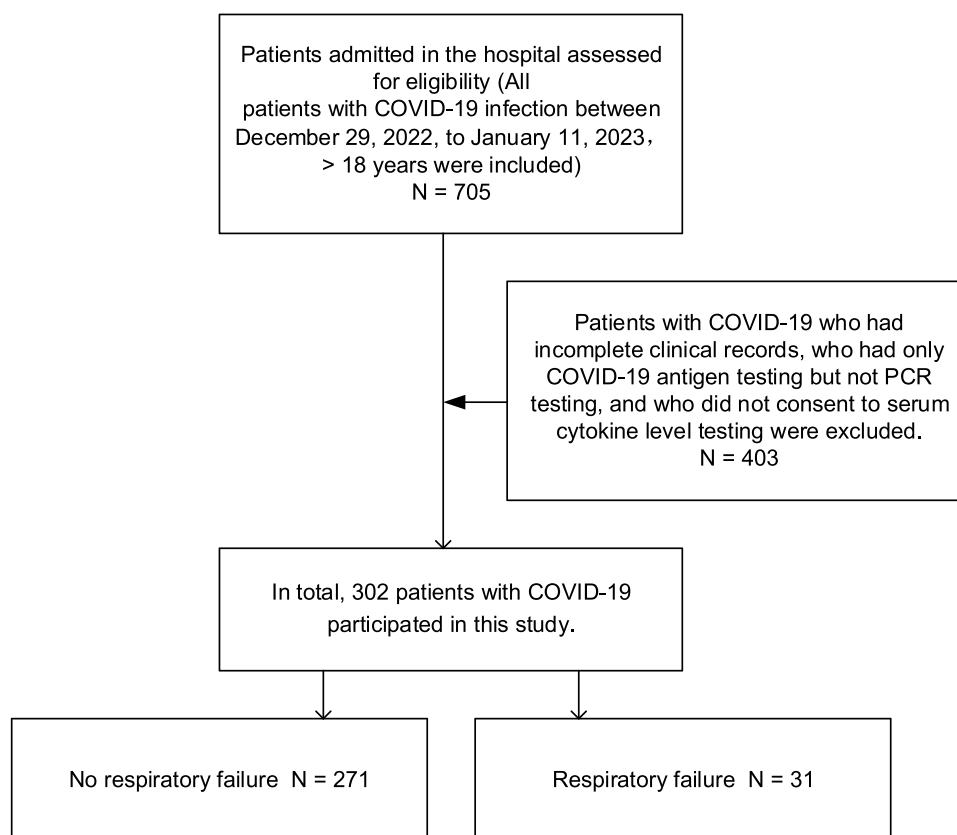 Patients admitted in the hospital assessed
for eligibility (All
patients with COVID-19 infection between
December 29, 2022, to January 11, 2023，
> 18 years were included)
N = 705
Patients with COVID-19 who had
incomplete clinical records, who had only
COVID-19 antigen testing but not PCR
testing, and who did not consent to serum
cytokine level testing were excluded.
N = 403
In total, 302 patients with COVID-19
participated in this study.
No respiratory failure  N = 271
Respiratory failure  N = 31